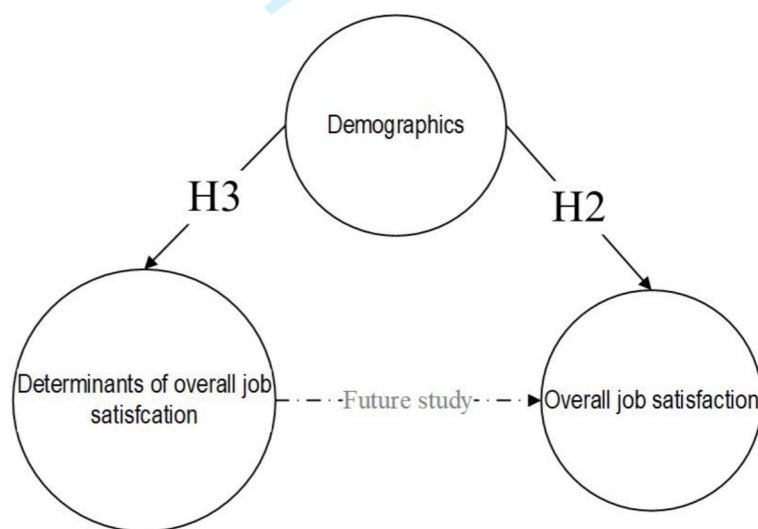 Demographics
H3
H2
Determinants of overall job
satisfcation
Future study
Overall job satisfaction